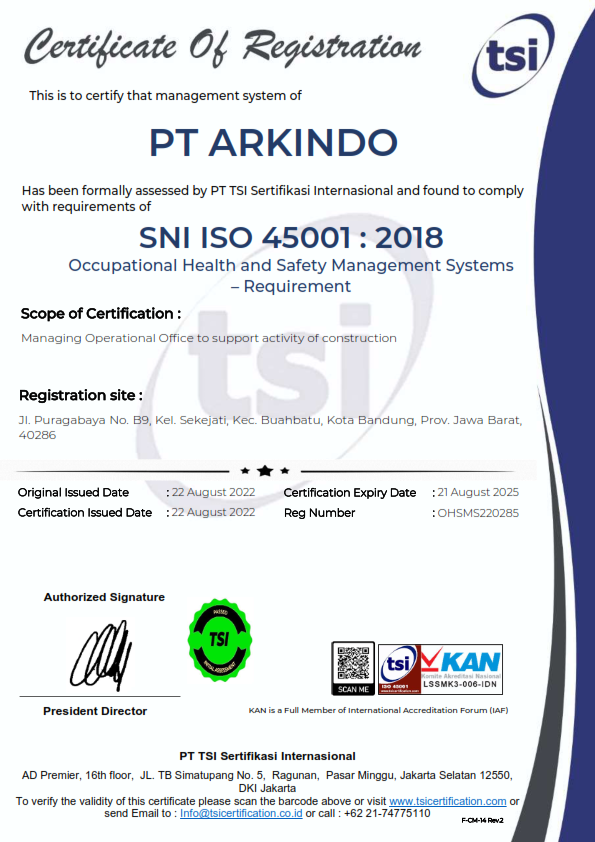 Certificate Of Registration
tsi
This is to certify that management system of
PT ARKINDO
Has been formally assessed by PT TSI Sertifikasi Internasional and found to comply
with requirements of
SNI ISO 45001 : 2018
Occupational Health and Safety Management Systems
– Requirement
tsi
Scope of Certification :
Managing Operational Office to support activity of construction
Registration site :
Jl. Puragabaya No. B9, Kel. Sekejati, Kec. Buahbatu, Kota Bandung, Prov. Jawa Barat,
40286
Original Issued Date : 22 August 2022 Certification Expiry Date : 21 August 2025
Certification Issued Date : 22 August 2022 Reg Number : OHSMS220285
Authorized Signature
PASSED
TSI
INITIAL ASSESSMENT
SCAN ME
tsi
ISO 45001
www.tsicertification.com
KAN
Komite Akreditasi Nasional
LSSMK3-006-IDN
President Director
KAN is a Full Member of International Accreditation Forum (IAF)
PT TSI Sertifikasi Internasional
AD Premier, 16th floor, JL. TB Simatupang No. 5, Ragunan, Pasar Minggu, Jakarta Selatan 12550,
DKI Jakarta
To verify the validity of this certificate please scan the barcode above or visit www.tsicertification.com or
send Email to : Info@tsicertification.co.id or call : +62 21-74775110
F-CM-14 Rev.2